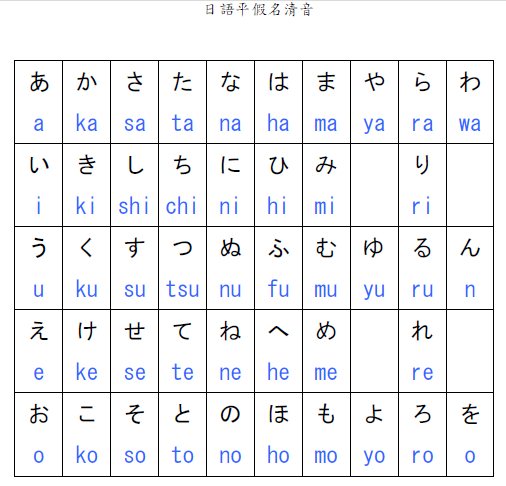 日語平假名清音
あ か さ た な は ま や ら わ
a ka sa ta na ha ma ya ra wa
い き し ち に ひ み り
i ki shi chi ni hi mi ri
う く す つ ぬ ふ む ゆ る ん
u ku su tsu nu fu mu yu ru n
え け せ て ね へ め れ
e ke se te ne he me re
お こ そ と の ほ も よ ろ を
o ko so to no ho mo yo ro o